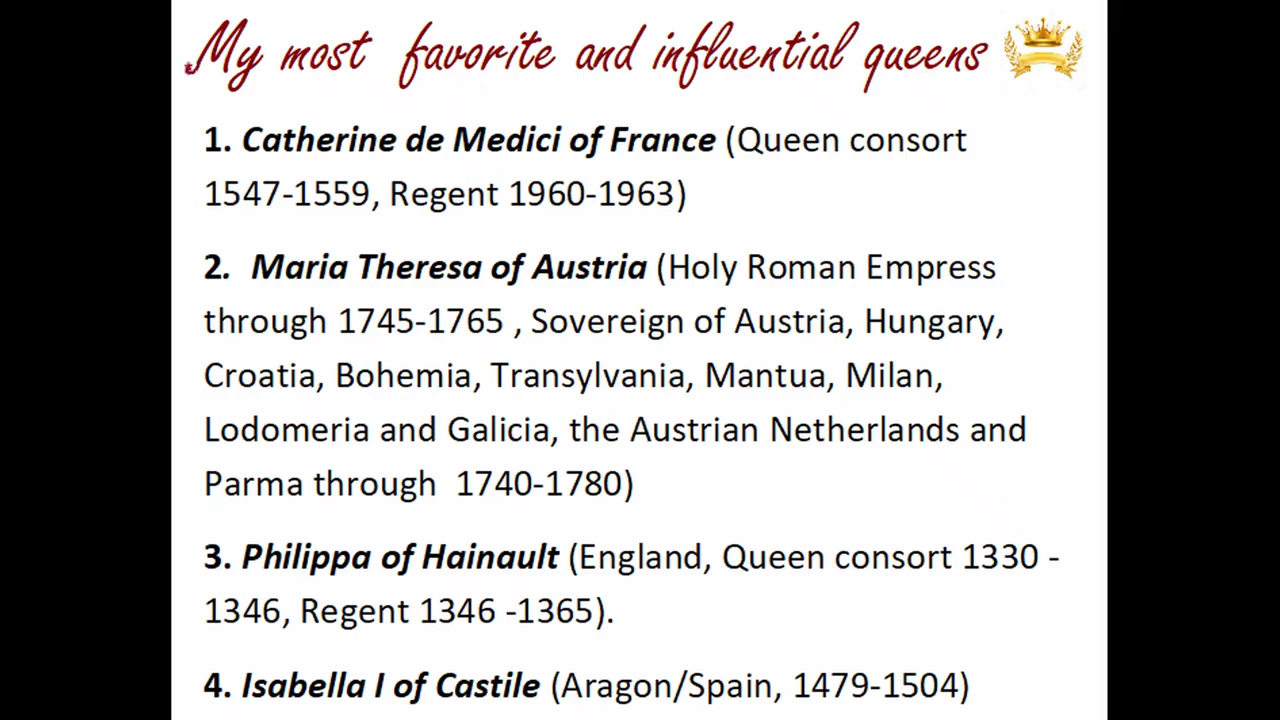 My most favorite and influential queens
1. Catherine de Medici of France (Queen consort
1547-1559, Regent 1960-1963)
2. Maria Theresa of Austria (Holy Roman Empress
through 1745-1765 , Sovereign of Austria, Hungary,
Croatia, Bohemia, Transylvania, Mantua, Milan,
Lodomeria and Galicia, the Austrian Netherlands and
Parma through 1740-1780)
3. Philippa of Hainault (England, Queen consort 1330 -
1346, Regent 1346 -1365).
4. Isabella I of Castile (Aragon/Spain, 1479-1504)